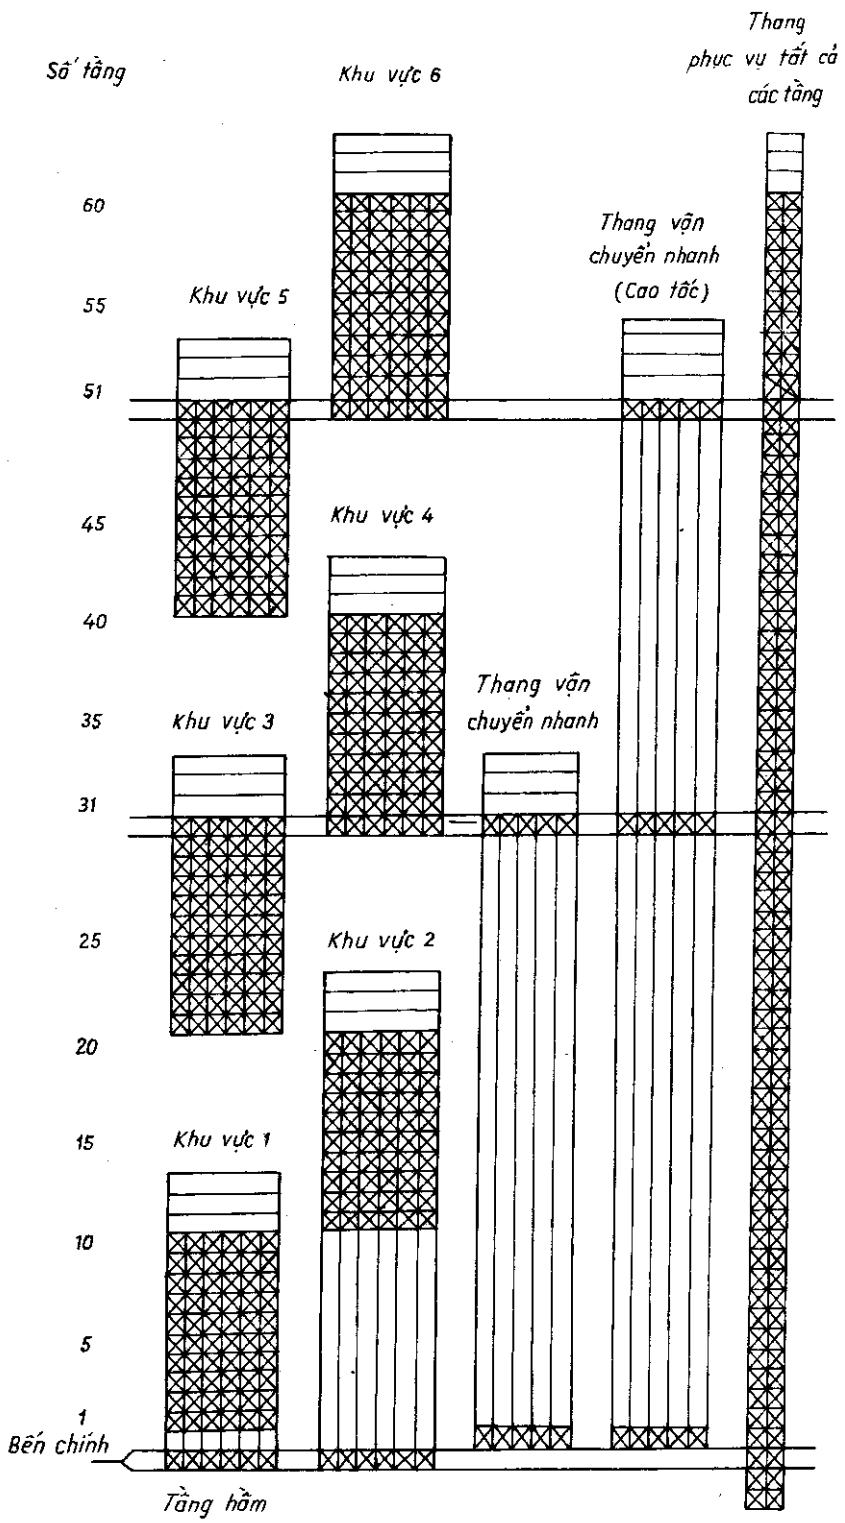 Thang
phục vụ tất cả
các tầng
Số tầng
Khu vực 6
60
Thang vận
chuyển nhanh
(Cao tốc)
Khu vực 5
55
51
Khu vực 4
45
40
Thang vận
chuyển nhanh
Khu vực 3
35
31
25
Khu vực 2
20
15
Khu vực 1
10
5
1
Bến chính
Tầng hầm